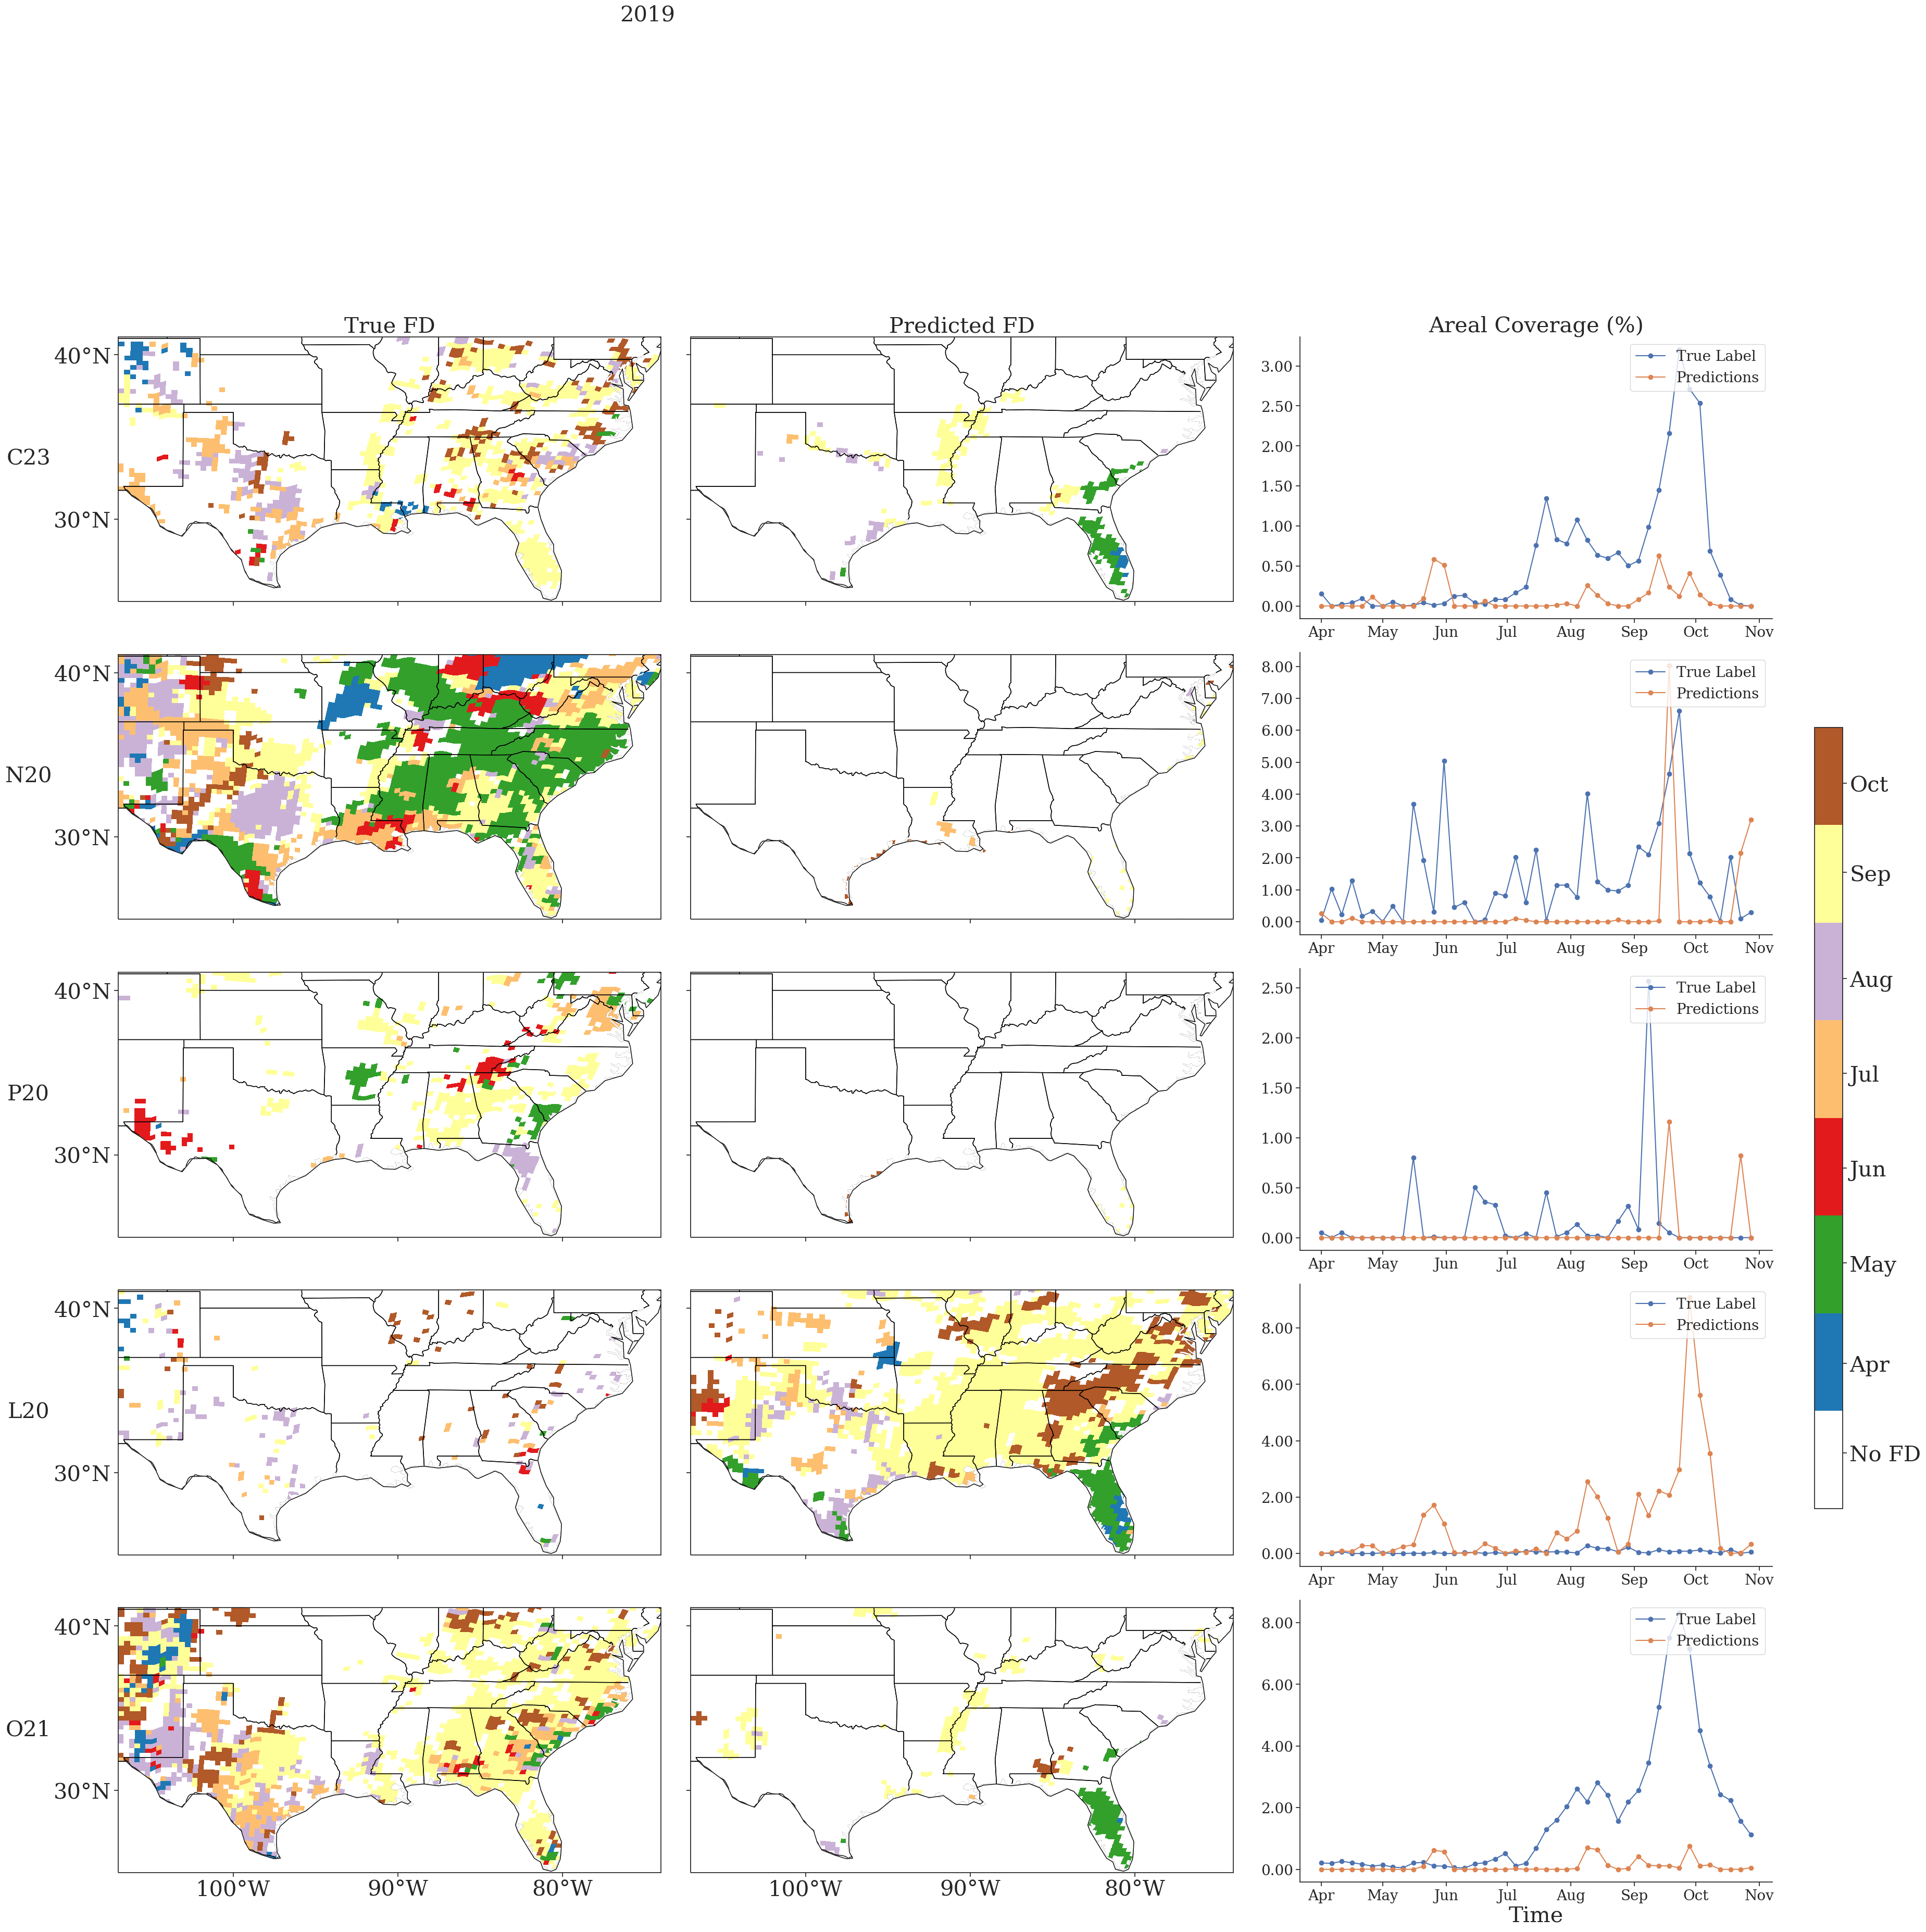 2019
True FD
Predicted FD
Areal Coverage (%)
C23
40°N
30°N
3.00
2.50
2.00
1.50
1.00
0.50
0.00
True Label
Predictions
Apr May Jun Jul Aug Sep Oct Nov
N20
40°N
30°N
8.00
7.00
6.00
5.00
4.00
3.00
2.00
1.00
0.00
True Label
Predictions
Apr May Jun Jul Aug Sep Oct Nov
P20
40°N
30°N
2.50
2.00
1.50
1.00
0.50
0.00
True Label
Predictions
Apr May Jun Jul Aug Sep Oct Nov
L20
40°N
30°N
8.00
6.00
4.00
2.00
0.00
True Label
Predictions
Apr May Jun Jul Aug Sep Oct Nov
O21
40°N
30°N
100°W 90°W 80°W
100°W 90°W 80°W
8.00
6.00
4.00
2.00
0.00
True Label
Predictions
Apr May Jun Jul Aug Sep Oct Nov
Time
Oct
Sep
Aug
Jul
Jun
May
Apr
No FD